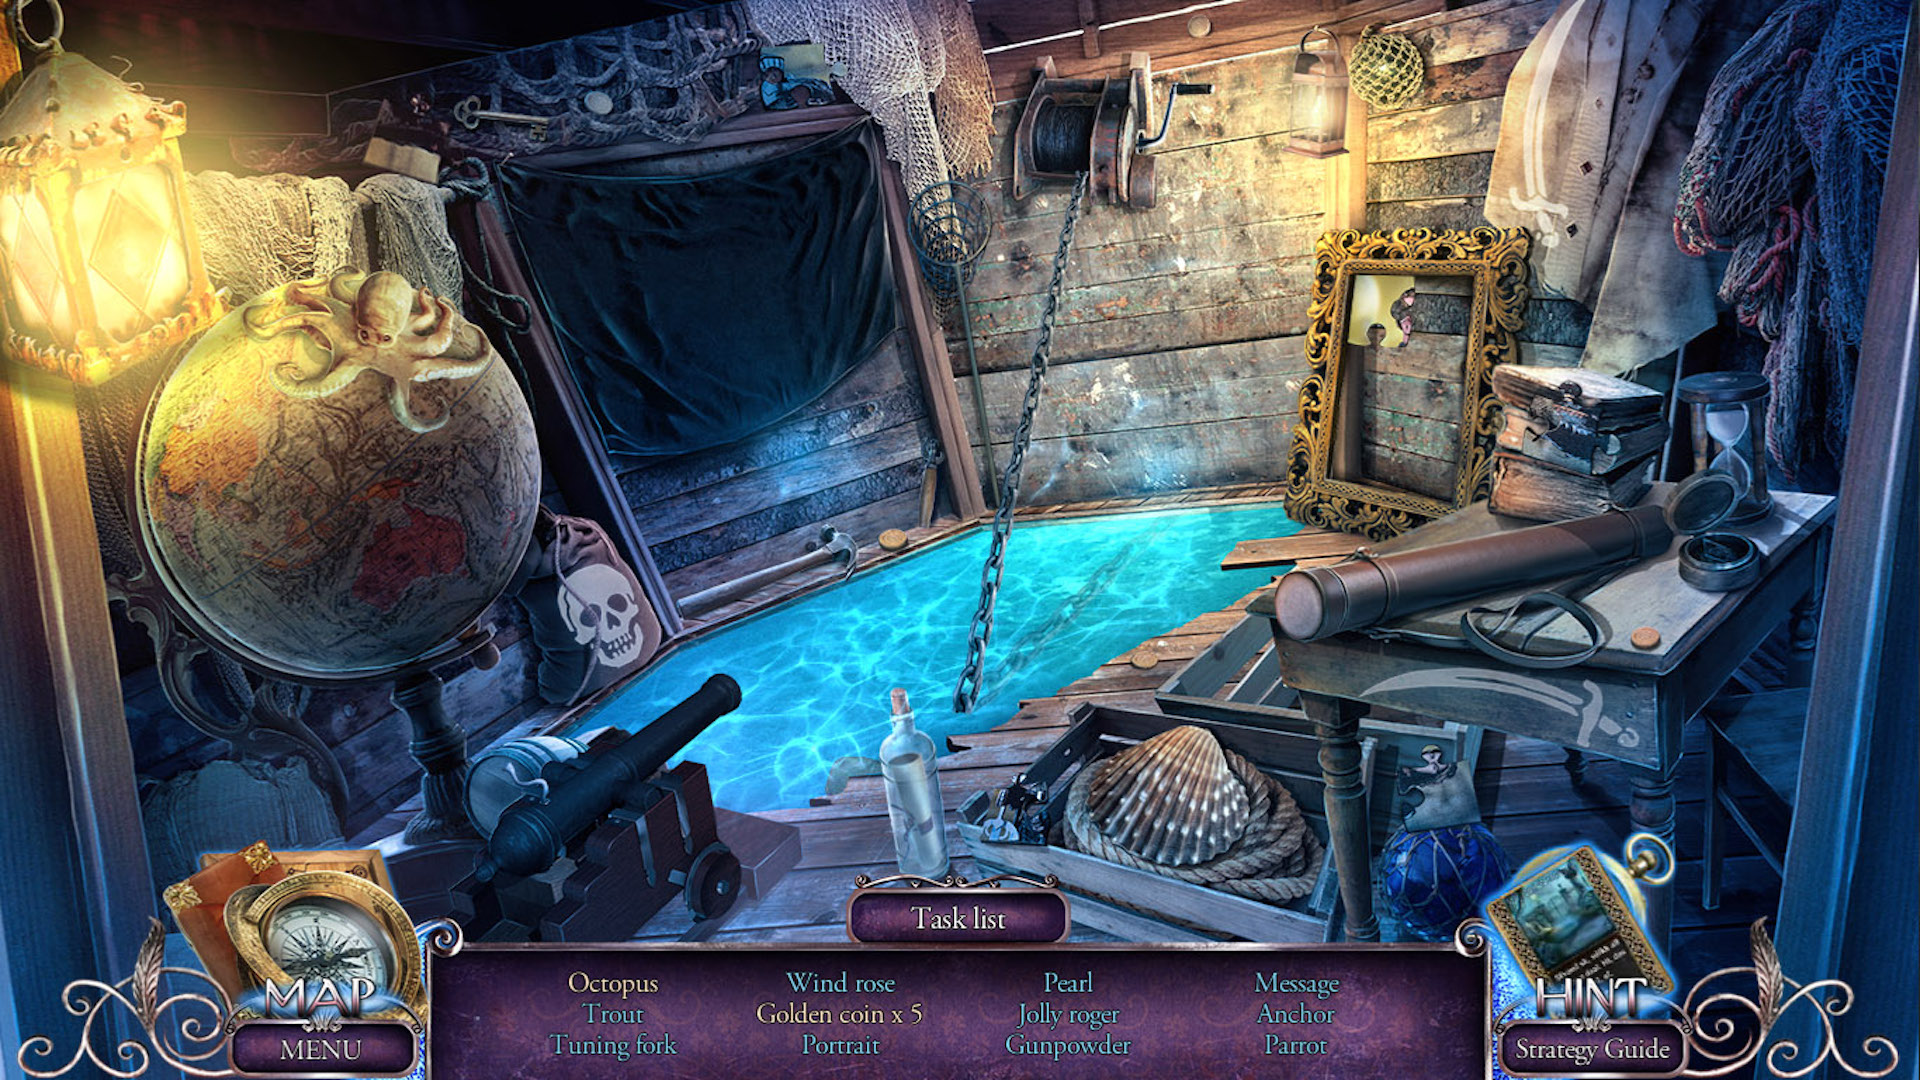 Task list
Octopus Wind rose Pearl Message
Trout Golden coin x 5 Jolly roger Anchor
Tuning fork Portrait Gunpowder Parrot
MAP
MENU
HINT
Strategy Guide